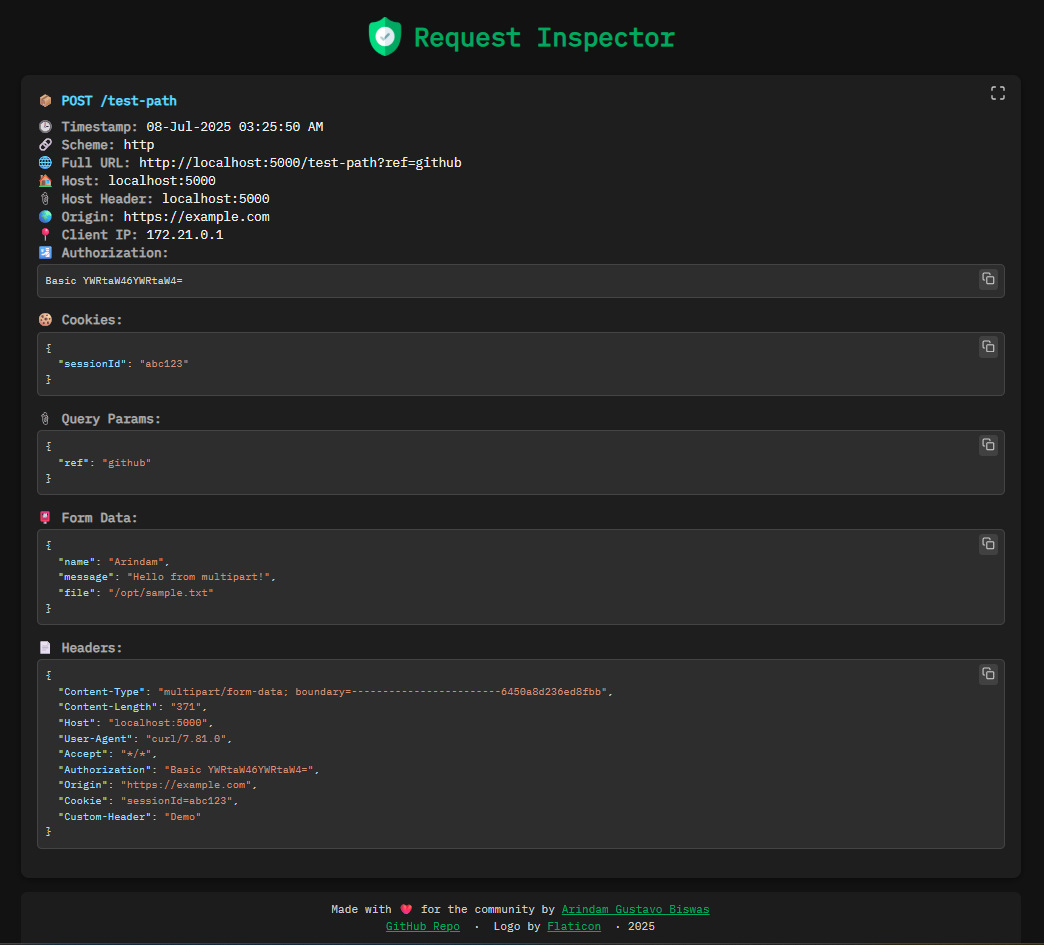 Request Inspector
POST /test-path
Timestamp: 08-Jul-2025 03:25:50 AM
Scheme: http
Full URL: http://localhost:5000/test-path?ref=github
Host: localhost:5000
Host Header: localhost:5000
Origin: https://example.com
Client IP: 172.21.0.1
Authorization:
Basic YWRtaW46YWRtaW4=
Cookies:
{
  "sessionId": "abc123"
}
Query Params:
{
  "ref": "github"
}
Form Data:
{
  "name": "Arindam",
  "message": "Hello from multipart!",
  "file": "/opt/sample.txt"
}
Headers:
{
  "Content-Type": "multipart/form-data; boundary=------------------------6450a8d236ed8fbb",
  "Content-Length": "371",
  "Host": "localhost:5000",
  "User-Agent": "curl/7.81.0",
  "Accept": "*/*",
  "Authorization": "Basic YWRtaW46YWRtaW4=",
  "Origin": "https://example.com",
  "Cookie": "sessionId=abc123",
  "Custom-Header": "Demo"
}
Made with ❤️ for the community by Arindam Gustavo Biswas
GitHub Repo · Logo by Flaticon · 2025